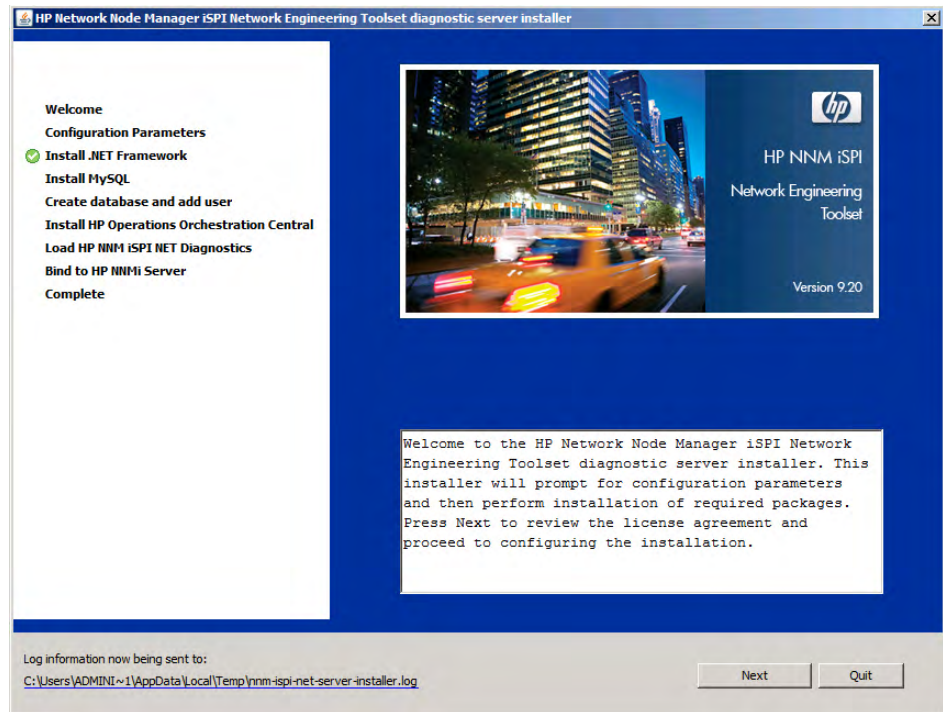 HP Network Node Manager iSPI Network Engineering Toolset diagnostic server installer
Welcome
Configuration Parameters
Install .NET Framework
Install MySQL
Create database and add user
Install HP Operations Orchestration Central
Load HP NNM iSPI NET Diagnostics
Bind to HP NNMi Server
Complete
hp
HP NNM iSPI
Network Engineering
Toolset
Version 9.20
Welcome to the HP Network Node Manager iSPI Network
Engineering Toolset diagnostic server installer. This
installer will prompt for configuration parameters
and then perform installation of required packages.
Press Next to review the license agreement and
proceed to configuring the installation.
Log information now being sent to:
C:\Users\ADMINI~1\AppData\Local\Temp\nnm-ispi-net-server-installer.log
Next
Quit